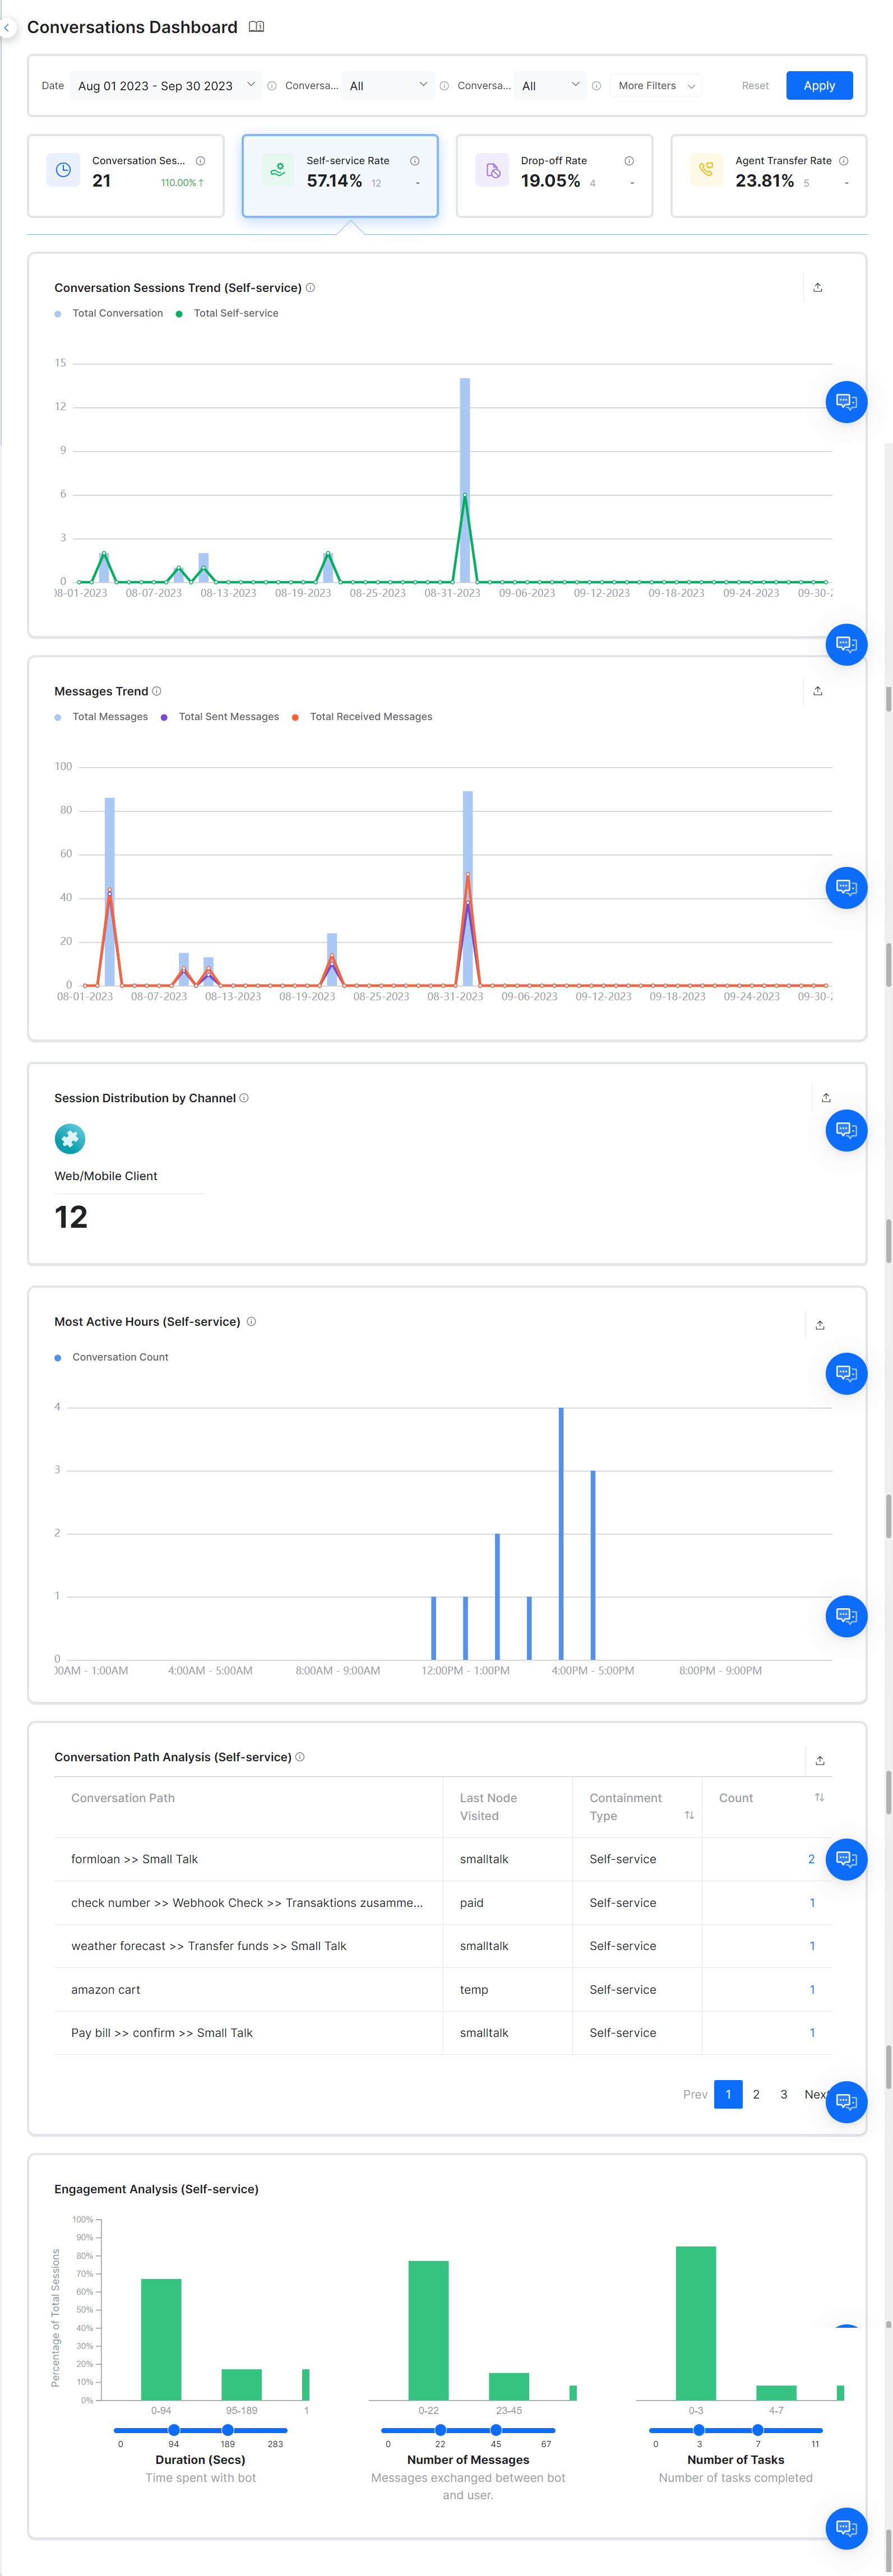 Conversations Dashboard
Date Aug 01 2023 - Sep 30 2023 Conversa... All Conversa... All More Filters Reset Apply
Conversation Ses...
21 110.00%↑
Self-service Rate
57.14% 12 -
Drop-off Rate
19.05% 4 -
Agent Transfer Rate
23.81% 5 -
Conversation Sessions Trend (Self-service)
Total Conversation Total Self-service
15
12
9
6
3
0
08-07-2023 08-13-2023 08-19-2023 08-25-2023 08-31-2023 09-06-2023 09-12-2023 09-18-2023 09-24-2023
Messages Trend
Total Messages Total Sent Messages Total Received Messages
100
80
60
40
20
0
08-01-2023 08-07-2023 08-13-2023 08-19-2023 08-25-2023 08-31-2023 09-06-2023 09-12-2023 09-18-2023 09-24-2023
Session Distribution by Channel
Web/Mobile Client
12
Most Active Hours (Self-service)
Conversation Count
4
3
2
1
0
4:00AM - 5:00AM 8:00AM - 9:00AM 12:00PM - 1:00PM 4:00PM - 5:00PM 8:00PM - 9:00PM
Conversation Path Analysis (Self-service)
Conversation Path Last Node Visited Containment Type Count
formloan >> Small Talk smalltalk Self-service 2
check number >> Webhook Check >> Transaktions zusamme... paid Self-service 1
weather forecast >> Transfer funds >> Small Talk smalltalk Self-service 1
amazon cart temp Self-service 1
Pay bill >> confirm >> Small Talk smalltalk Self-service 1
Prev 1 2 3
Engagement Analysis (Self-service)
Percentage of Total Sessions
100%
90%
80%
70%
60%
50%
40%
30%
20%
10%
0%
0-94 95-189 1
0 94 189 283
Duration (Secs)
Time spent with bot
0-22 23-45
0 22 45 67
Number of Messages
Messages exchanged between bot
and user.
0-3 4-7
0 3 7 11
Number of Tasks
Number of tasks completed